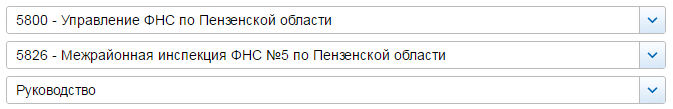 5800 - Управление ФНС по Пензенской области
5826 - Межрайонная инспекция ФНС №5 по Пензенской области
Руководство